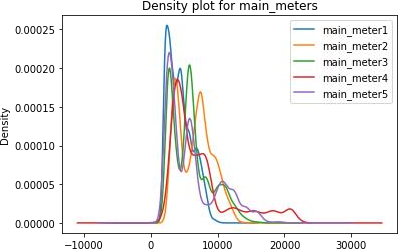 Density plot for main_meters
0.00025
0.00020
0.00015
0.00010
0.00005
0.00000
Density
main_meter1
main_meter2
main_meter3
main_meter4
main_meter5
−10000 0 10000 20000 30000